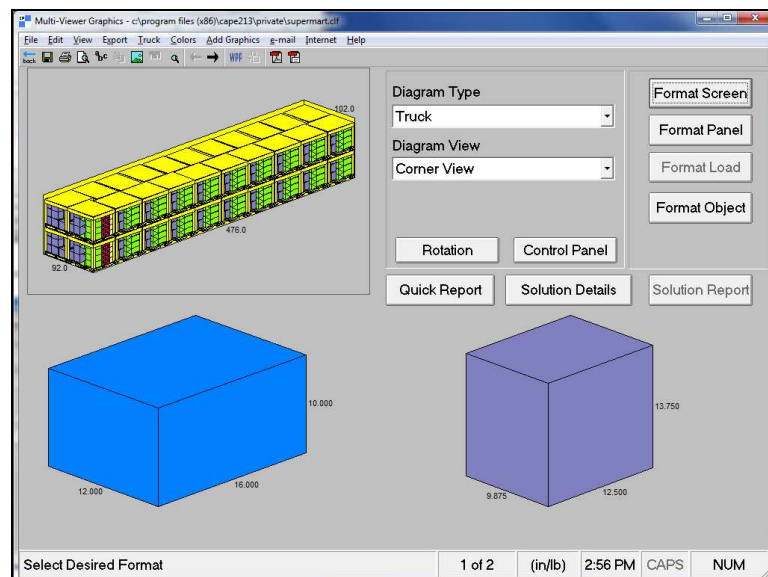 Multi-Viewer Graphics - c:\program files (x86)\cape213\private\supermart.clf
File Edit View Export Truck Colors Add Graphics e-mail Internet Help
back
WPF
102.0
476.0
92.0
Diagram Type
Truck
Diagram View
Corner View
Rotation
Control Panel
Format Screen
Format Panel
Format Load
Format Object
Quick Report
Solution Details
Solution Report
10.000
12.000
16.000
13.750
9.875
12.500
Select Desired Format
1 of 2
(in/lb)
2:56 PM
CAPS
NUM